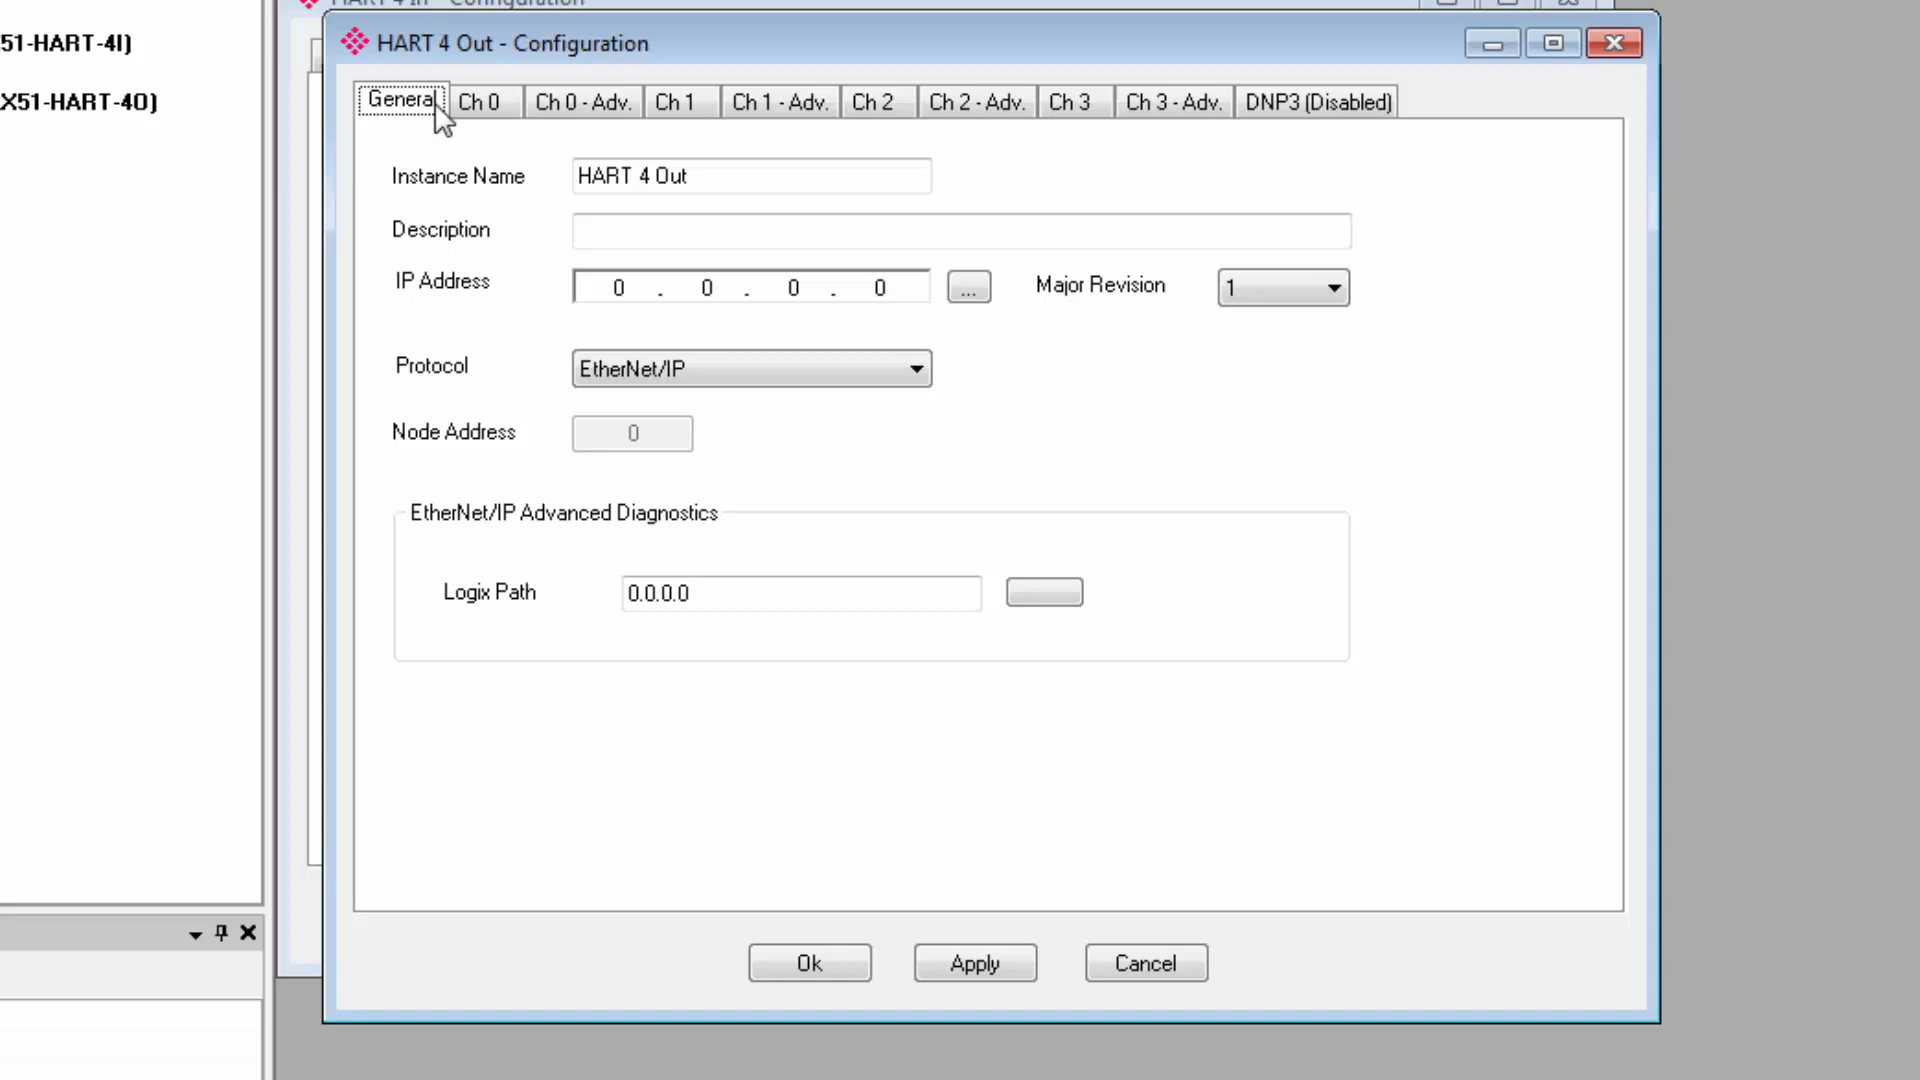 51-HART-4I)
X51-HART-4O)
HART 4 Out - Configuration
General Ch 0 Ch 0 - Adv. Ch 1 Ch 1 - Adv. Ch 2 Ch 2 - Adv. Ch 3 Ch 3 - Adv. DNP3 (Disabled)
Instance Name HART 4 Out
Description
IP Address 0 . 0 . 0 . 0 ... Major Revision 1
Protocol EtherNet/IP
Node Address 0
EtherNet/IP Advanced Diagnostics
Logix Path 0.0.0.0
Ok Apply Cancel